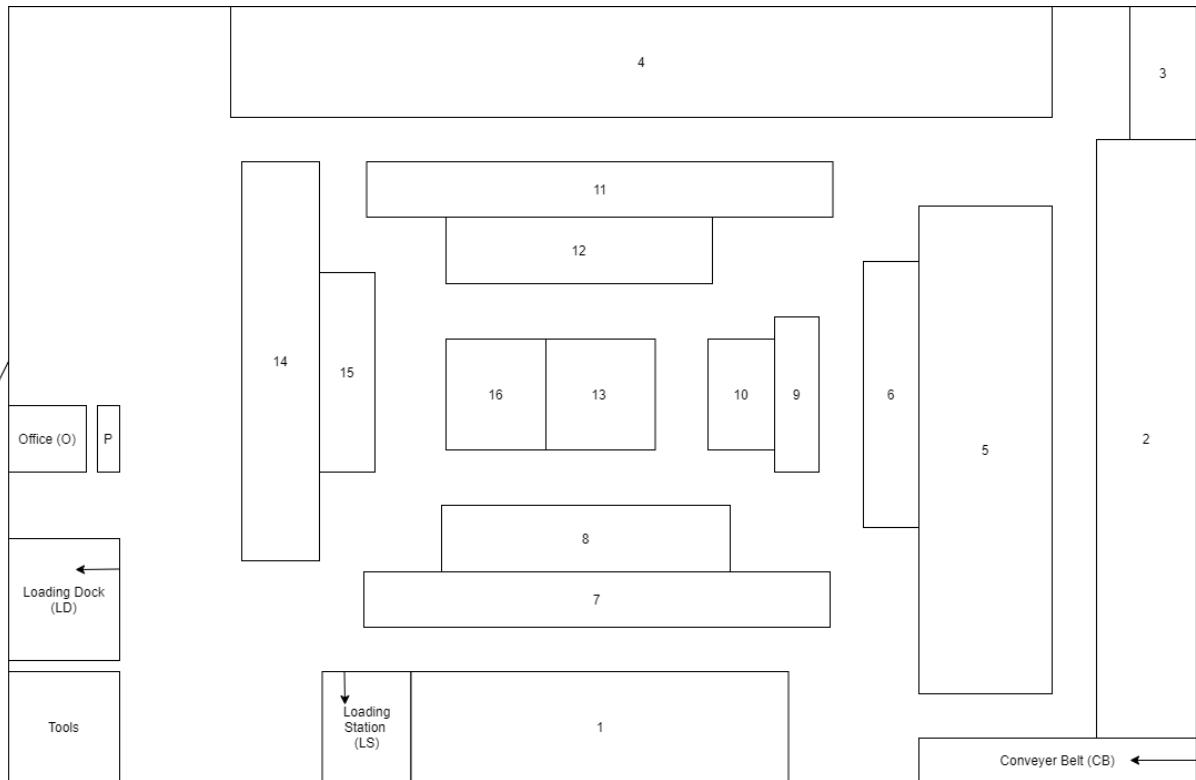 4
3
11
12
14
15
16
13
10
9
6
5
2
Office (O)
P
8
Loading Dock
(LD)
7
Tools
Loading
Station
(LS)
1
Conveyer Belt (CB)